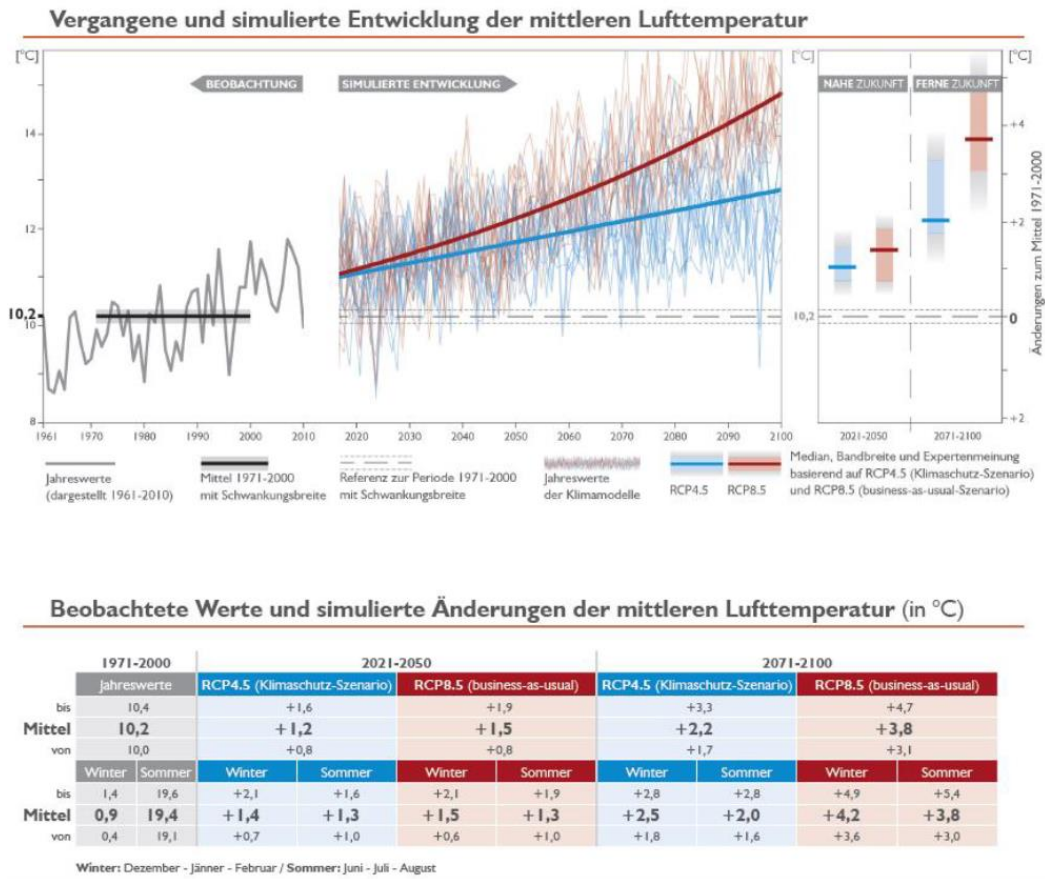 Vergangene und simulierte Entwicklung der mittleren Lufttemperatur
[°C] [°C] [°C]
BEOBACHTUNG SIMULIERTE ENTWICKLUNG NAHE ZUKUNFT FERNE ZUKUNFT
14 +4
12 +2
10,2 10,2 0
10
8 +2
Änderungen zum Mittel 1971-2000
1961 1970 1980 1990 2000 2010 2020 2030 2040 2050 2060 2070 2080 2090 2100 2021-2050 2071-2100
Jahreswerte
(dargestellt 1961-2010)
Mittel 1971-2000
mit Schwankungsbreite
Referenz zur Periode 1971-2000
mit Schwankungsbreite
Jahreswerte
der Klimamodelle
RCP4.5 RCP8.5
Median, Bandbreite und Expertenmeinung
basierend auf RCP4.5 (Klimaschutz-Szenario)
und RCP8.5 (business-as-usual-Szenario)
Beobachtete Werte und simulierte Änderungen der mittleren Lufttemperatur (in °C)
1971-2000 2021-2050 2071-2100
Jahreswerte RCP4.5 (Klimaschutz-Szenario) RCP8.5 (business-as-usual) RCP4.5 (Klimaschutz-Szenario) RCP8.5 (business-as-usual)
bis 10,4 +1,6 +1,9 +3,3 +4,7
Mittel 10,2 +1,2 +1,5 +2,2 +3,8
von 10,0 +0,8 +0,8 +1,7 +3,1
Winter Sommer Winter Sommer Winter Sommer Winter Sommer Winter Sommer
bis 1,4 19,6 +2,1 +1,6 +2,1 +1,9 +2,8 +2,8 +4,9 +5,4
Mittel 0,9 19,4 +1,4 +1,3 +1,5 +1,3 +2,5 +2,0 +4,2 +3,8
von 0,4 19,1 +0,7 +1,0 +0,6 +1,0 +1,8 +1,6 +3,6 +3,0
Winter: Dezember - Jänner - Februar / Sommer: Juni - Juli - August